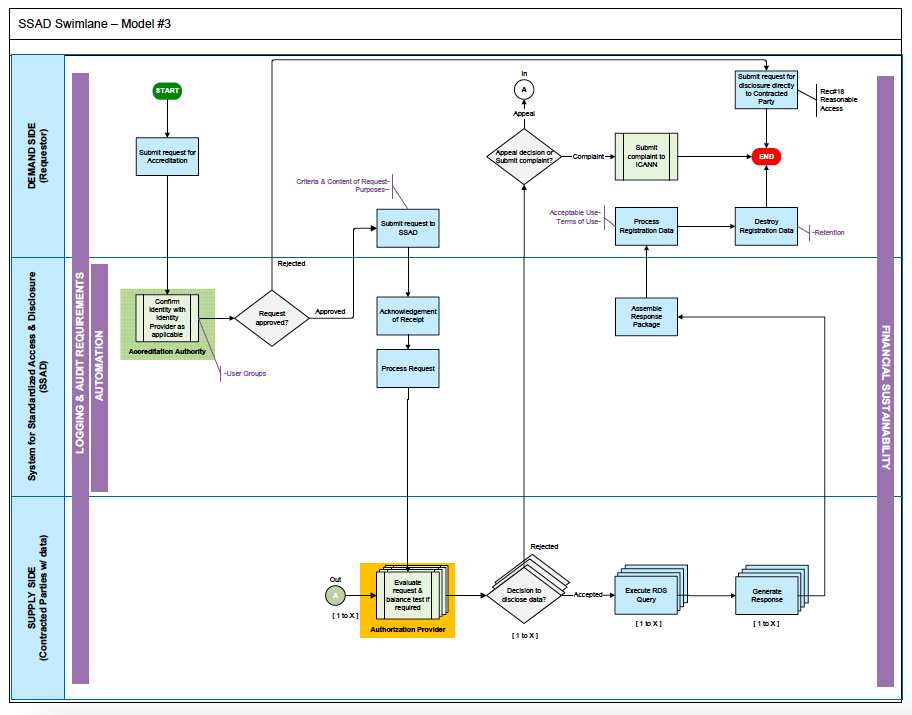 SSAD Swimlane – Model #3
DEMAND SIDE
(Requestor)
System for Standardized Access & Disclosure
(SSAD)
SUPPLY SIDE
(Contracted Parties w/ data)
LOGGING & AUDIT REQUIREMENTS
AUTOMATION
FINANCIAL SUSTAINABILITY
START
Submit request for
Accreditation
Criteria & Content of Request-
Purposes--
Submit request to
SSAD
In
A
Appeal
Appeal decision or
Submit complaint?
Complaint
Submit
complaint to
ICANN
Submit request for
disclosure directly
to Contracted
Party
Rec#18
Reasonable
Access
END
Acceptable Use-
Terms of Use-
Process
Registration Data
Destroy
Registration Data
-Retention
Rejected
Confirm
Identity with
Identity
Provider as
applicable
Accreditation Authority
-User Groups
Request
approved?
Approved
Acknowledgement
of Receipt
Process Request
Assemble
Response
Package
Out
A
[ 1 to X ]
Evaluate
request &
balance test if
required
Authorization Provider
Rejected
Decision to
disclose data?
[ 1 to X ]
Accepted
Execute RDS
Query
[ 1 to X ]
Generate
Response
[ 1 to X ]